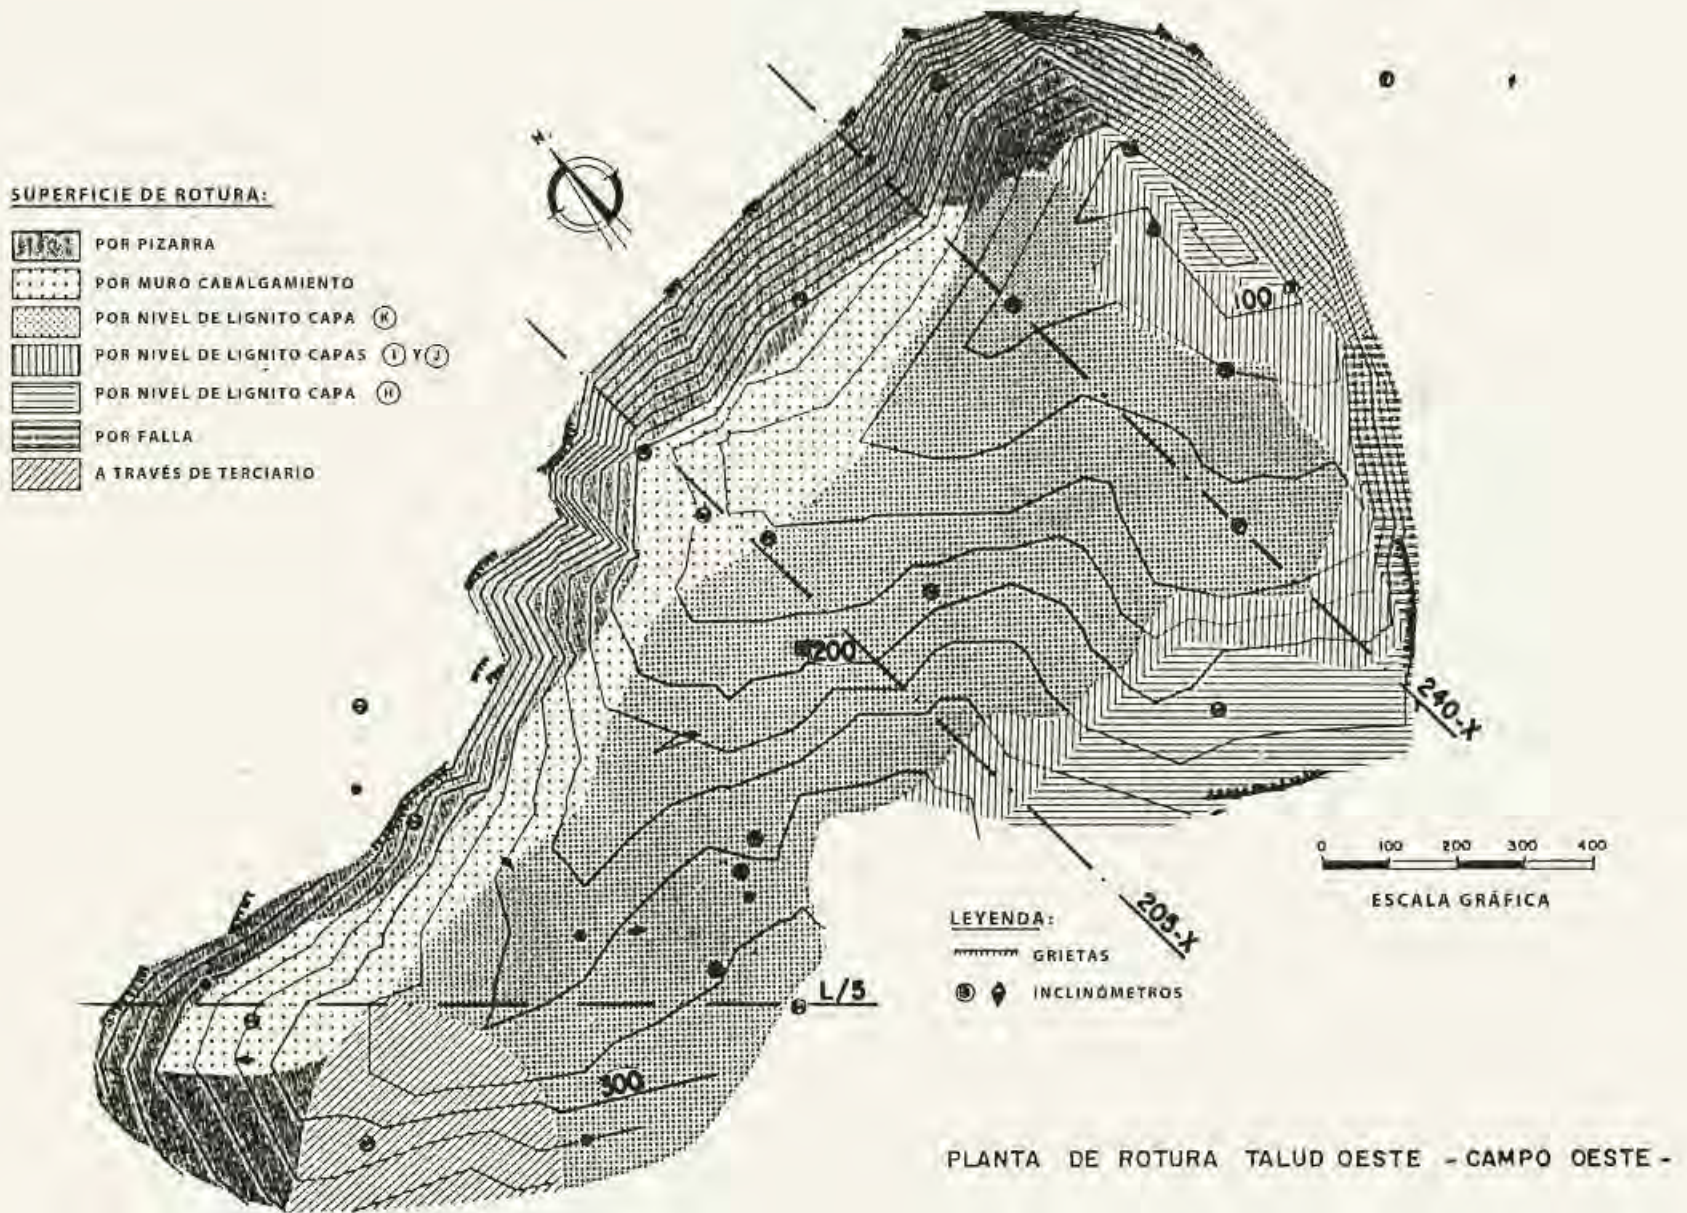 N
SUPERFICIE DE ROTURA:
POR PIZARRA
POR MURO CABALGAMIENTO
POR NIVEL DE LIGNITO CAPA K
POR NIVEL DE LIGNITO CAPAS I Y J
POR NIVEL DE LIGNITO CAPA H
POR FALLA
A TRAVÉS DE TERCIARIO
100
200
300
240-X
205-X
L/5
0 100 200 300 400
ESCALA GRÁFICA
LEYENDA:
GRIETAS
INCLINÓMETROS
PLANTA DE ROTURA TALUD OESTE - CAMPO OESTE -